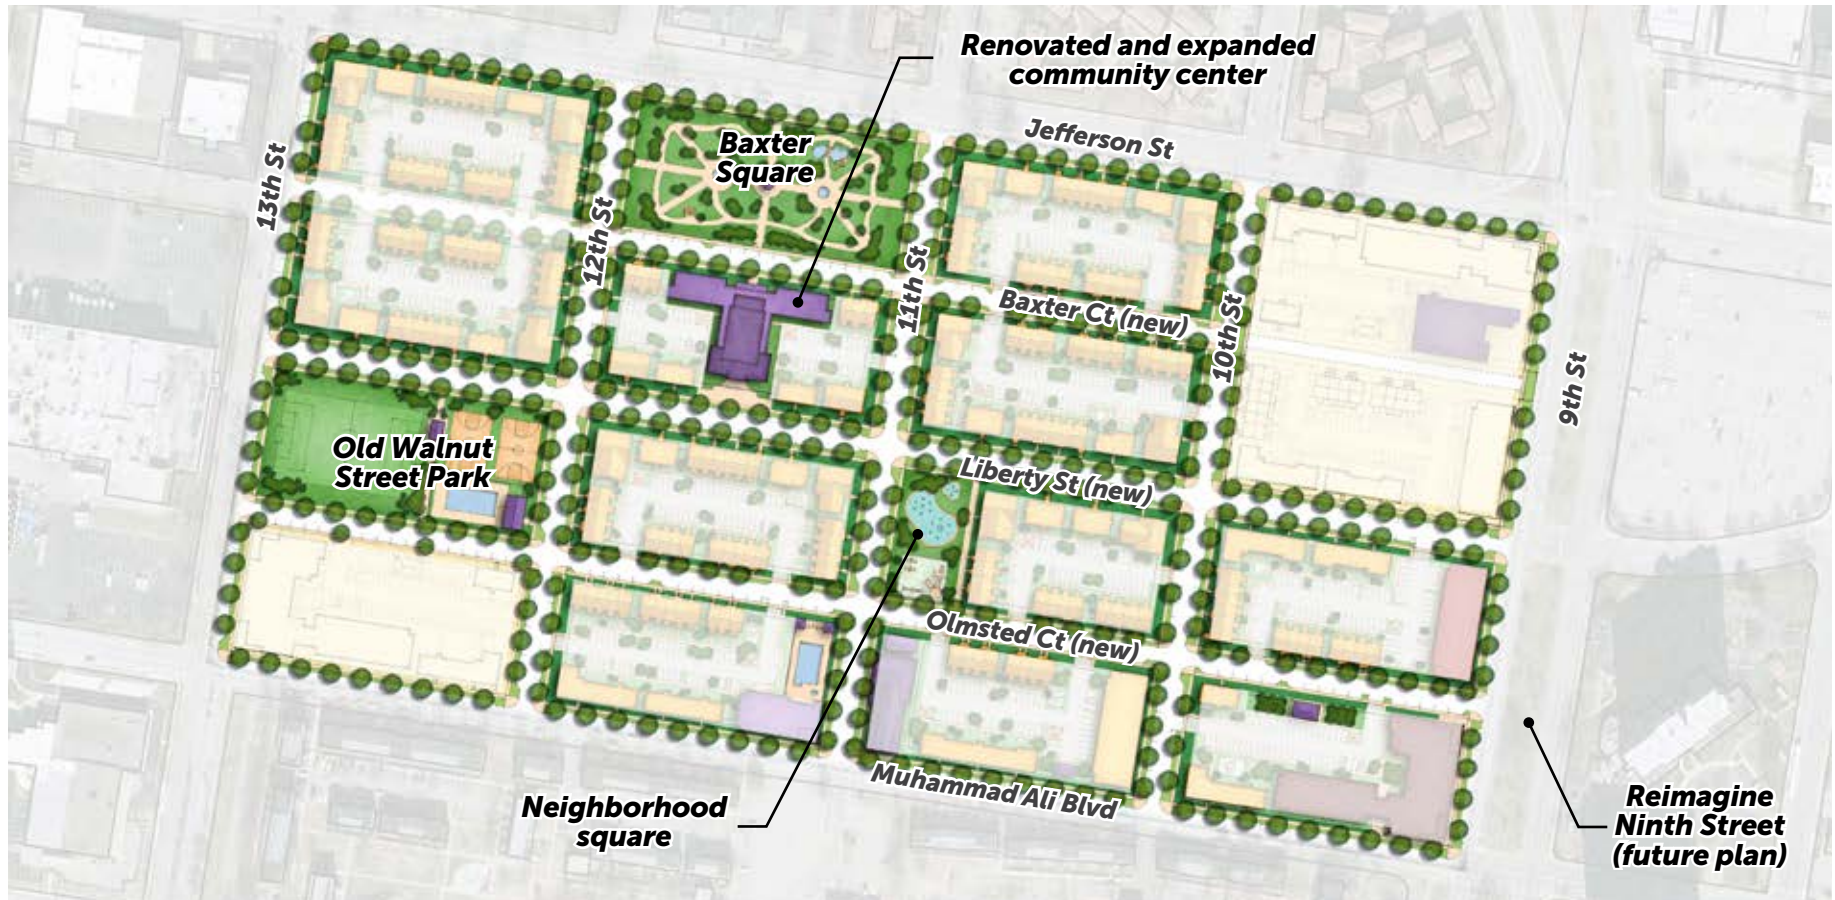 Renovated and expanded
community center
Jefferson St
Baxter
Square
13th St
12th St
11th St
Baxter Ct (new)
10th St
9th St
Old Walnut
Street Park
Liberty St (new)
Olmsted Ct (new)
Muhammad Ali Blvd
Neighborhood
square
Reimagine
Ninth Street
(future plan)